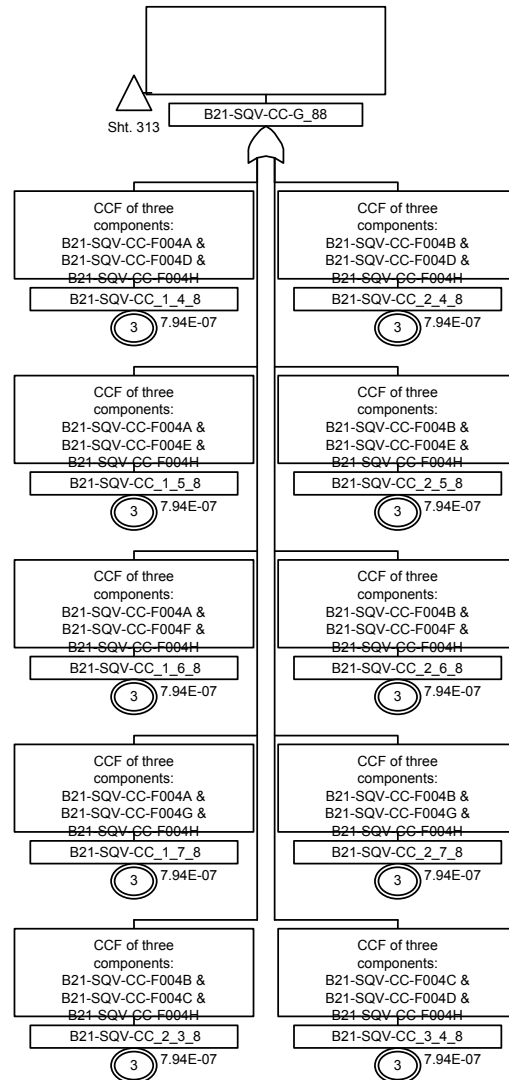 Sht. 313
B21-SQV-CC-G_88
CCF of three
components:
B21-SQV-CC-F004A &
B21-SQV-CC-F004D &
B21-SQV-CC-F004H
B21-SQV-CC_1_4_8
3
7.94E-07
CCF of three
components:
B21-SQV-CC-F004B &
B21-SQV-CC-F004D &
B21-SQV-CC-F004H
B21-SQV-CC_2_4_8
3
7.94E-07
CCF of three
components:
B21-SQV-CC-F004A &
B21-SQV-CC-F004E &
B21-SQV-CC-F004H
B21-SQV-CC_1_5_8
3
7.94E-07
CCF of three
components:
B21-SQV-CC-F004B &
B21-SQV-CC-F004E &
B21-SQV-CC-F004H
B21-SQV-CC_2_5_8
3
7.94E-07
CCF of three
components:
B21-SQV-CC-F004A &
B21-SQV-CC-F004F &
B21-SQV-CC-F004H
B21-SQV-CC_1_6_8
3
7.94E-07
CCF of three
components:
B21-SQV-CC-F004B &
B21-SQV-CC-F004F &
B21-SQV-CC-F004H
B21-SQV-CC_2_6_8
3
7.94E-07
CCF of three
components:
B21-SQV-CC-F004A &
B21-SQV-CC-F004G &
B21-SQV-CC-F004H
B21-SQV-CC_1_7_8
3
7.94E-07
CCF of three
components:
B21-SQV-CC-F004B &
B21-SQV-CC-F004G &
B21-SQV-CC-F004H
B21-SQV-CC_2_7_8
3
7.94E-07
CCF of three
components:
B21-SQV-CC-F004B &
B21-SQV-CC-F004C &
B21-SQV-CC-F004H
B21-SQV-CC_2_3_8
3
7.94E-07
CCF of three
components:
B21-SQV-CC-F004C &
B21-SQV-CC-F004D &
B21-SQV-CC-F004H
B21-SQV-CC_3_4_8
3
7.94E-07